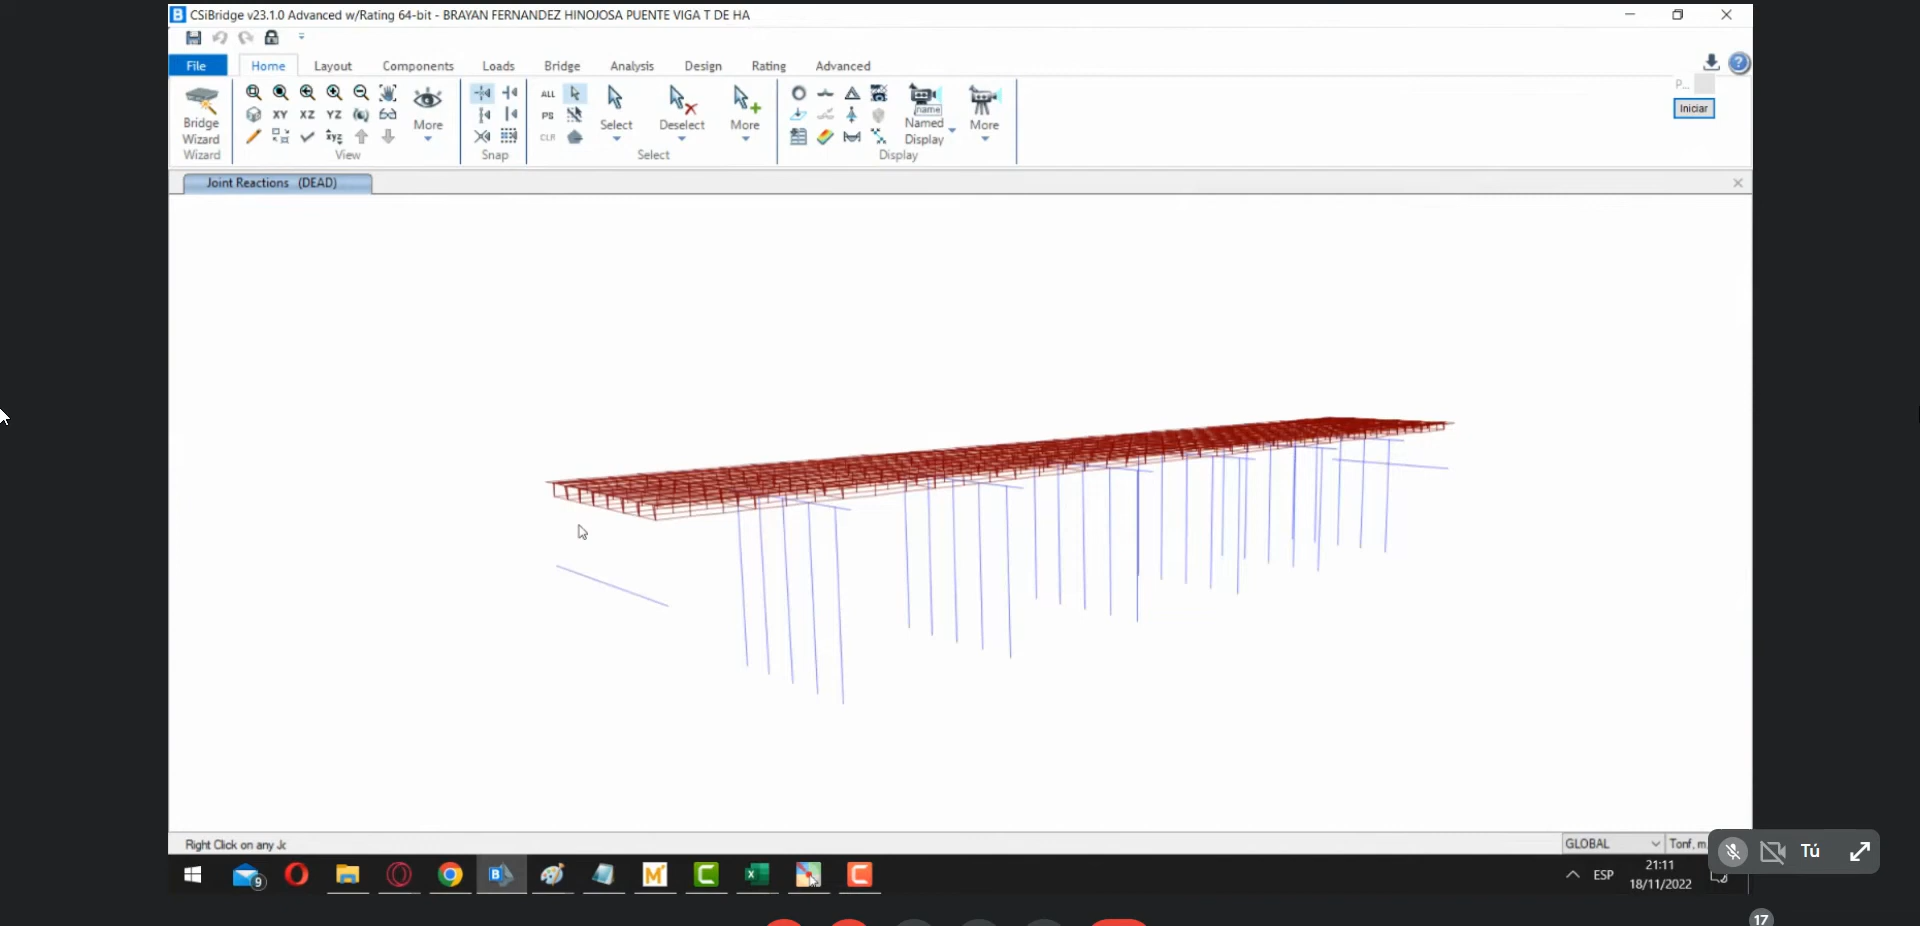 CSiBridge v23.1.0 Advanced w/Rating 64-bit - BRAYAN FERNANDEZ HINOJOSA PUENTE VIGA T DE HA
File Home Layout Components Loads Bridge Analysis Design Rating Advanced
P...
Iniciar
Bridge Wizard
Wizard
XY XZ YZ
xyz
More
View
Snap
ALL
PS
CLR
Select
Deselect
More
Select
name
Named Display
More
Display
Joint Reactions (DEAD)
Right Click on any Jc
GLOBAL
Tonf, m,
Tú
9
ESP
21:11
18/11/2022
17